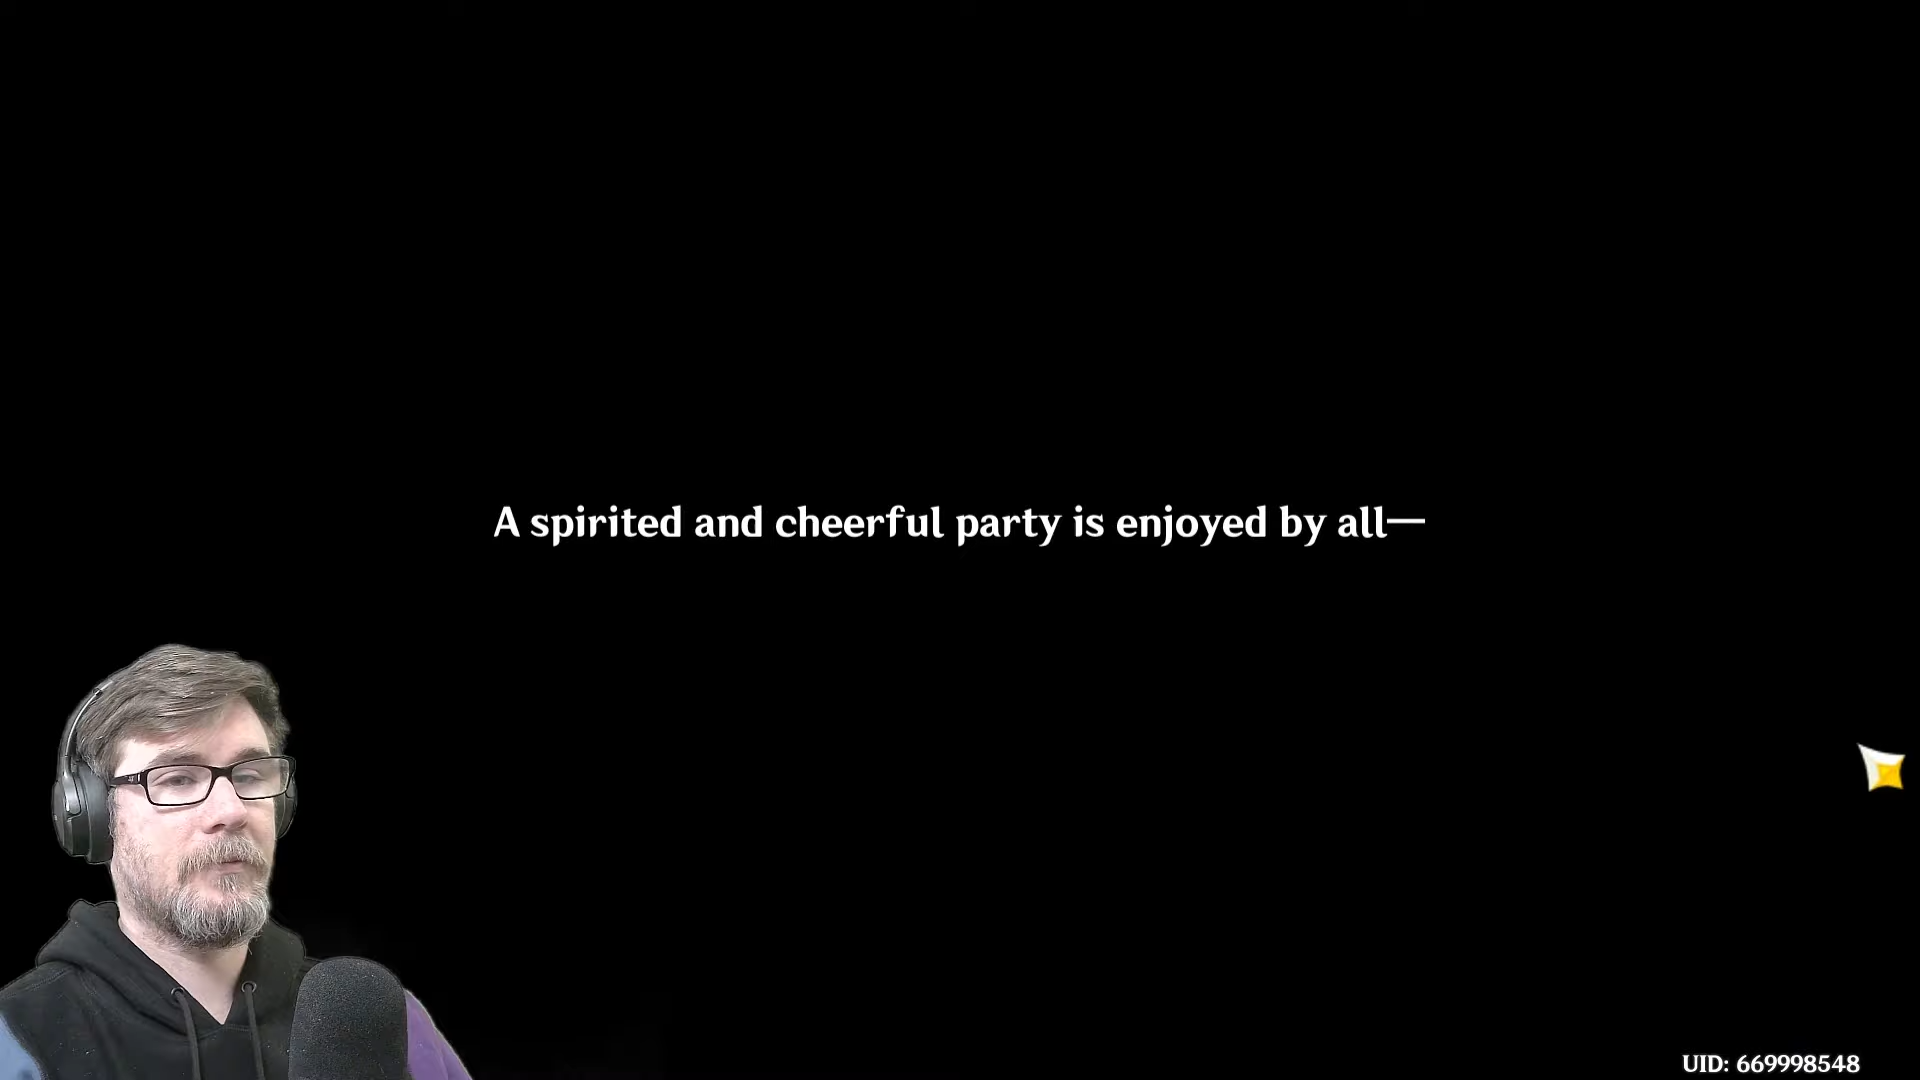 A spirited and cheerful party is enjoyed by all—
UID: 669998548